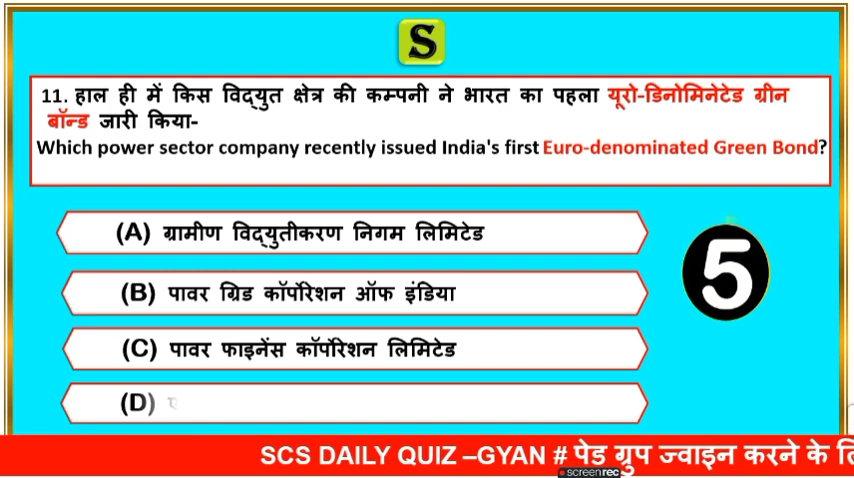 S
11. हाल ही में किस विद्युत क्षेत्र की कम्पनी ने भारत का पहला यूरो-डिनोमिनेटेड ग्रीन
बॉन्ड जारी किया-
Which power sector company recently issued India's first Euro-denominated Green Bond?
(A) ग्रामीण विद्युतीकरण निगम लिमिटेड
(B) पावर ग्रिड कॉर्पोरेशन ऑफ इंडिया
5
(C) पावर फाइनेंस कॉर्पोरेशन लिमिटेड
(D)
SCS DAILY QUIZ –GYAN # पेड ग्रुप ज्वाइन करने के
screenrec